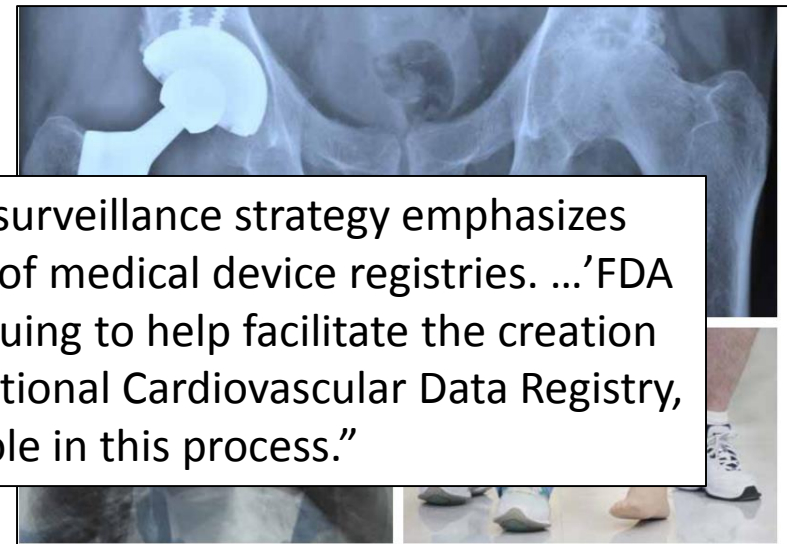 surveillance strategy emphasizes
of medical device registries. …’FDA
uing to help facilitate the creation
tional Cardiovascular Data Registry,
ole in this process.”